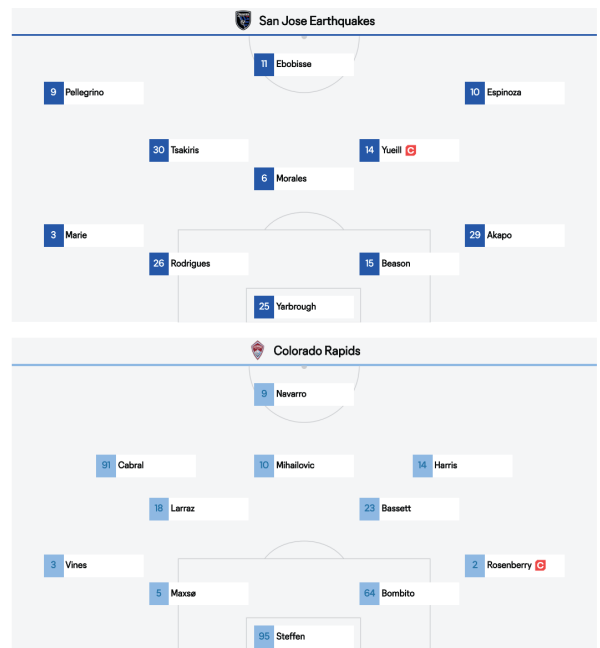 San Jose Earthquakes
11 Ebobisse
9 Pellegrino
10 Espinoza
30 Tsakiris
14 Yueill C
6 Morales
3 Marie
29 Akapo
26 Rodrigues
15 Beason
25 Yarbrough
Colorado Rapids
9 Navarro
91 Cabral
10 Mihailovic
14 Harris
18 Larraz
23 Bassett
3 Vines
2 Rosenberry C
5 Maxsø
64 Bombito
95 Steffen